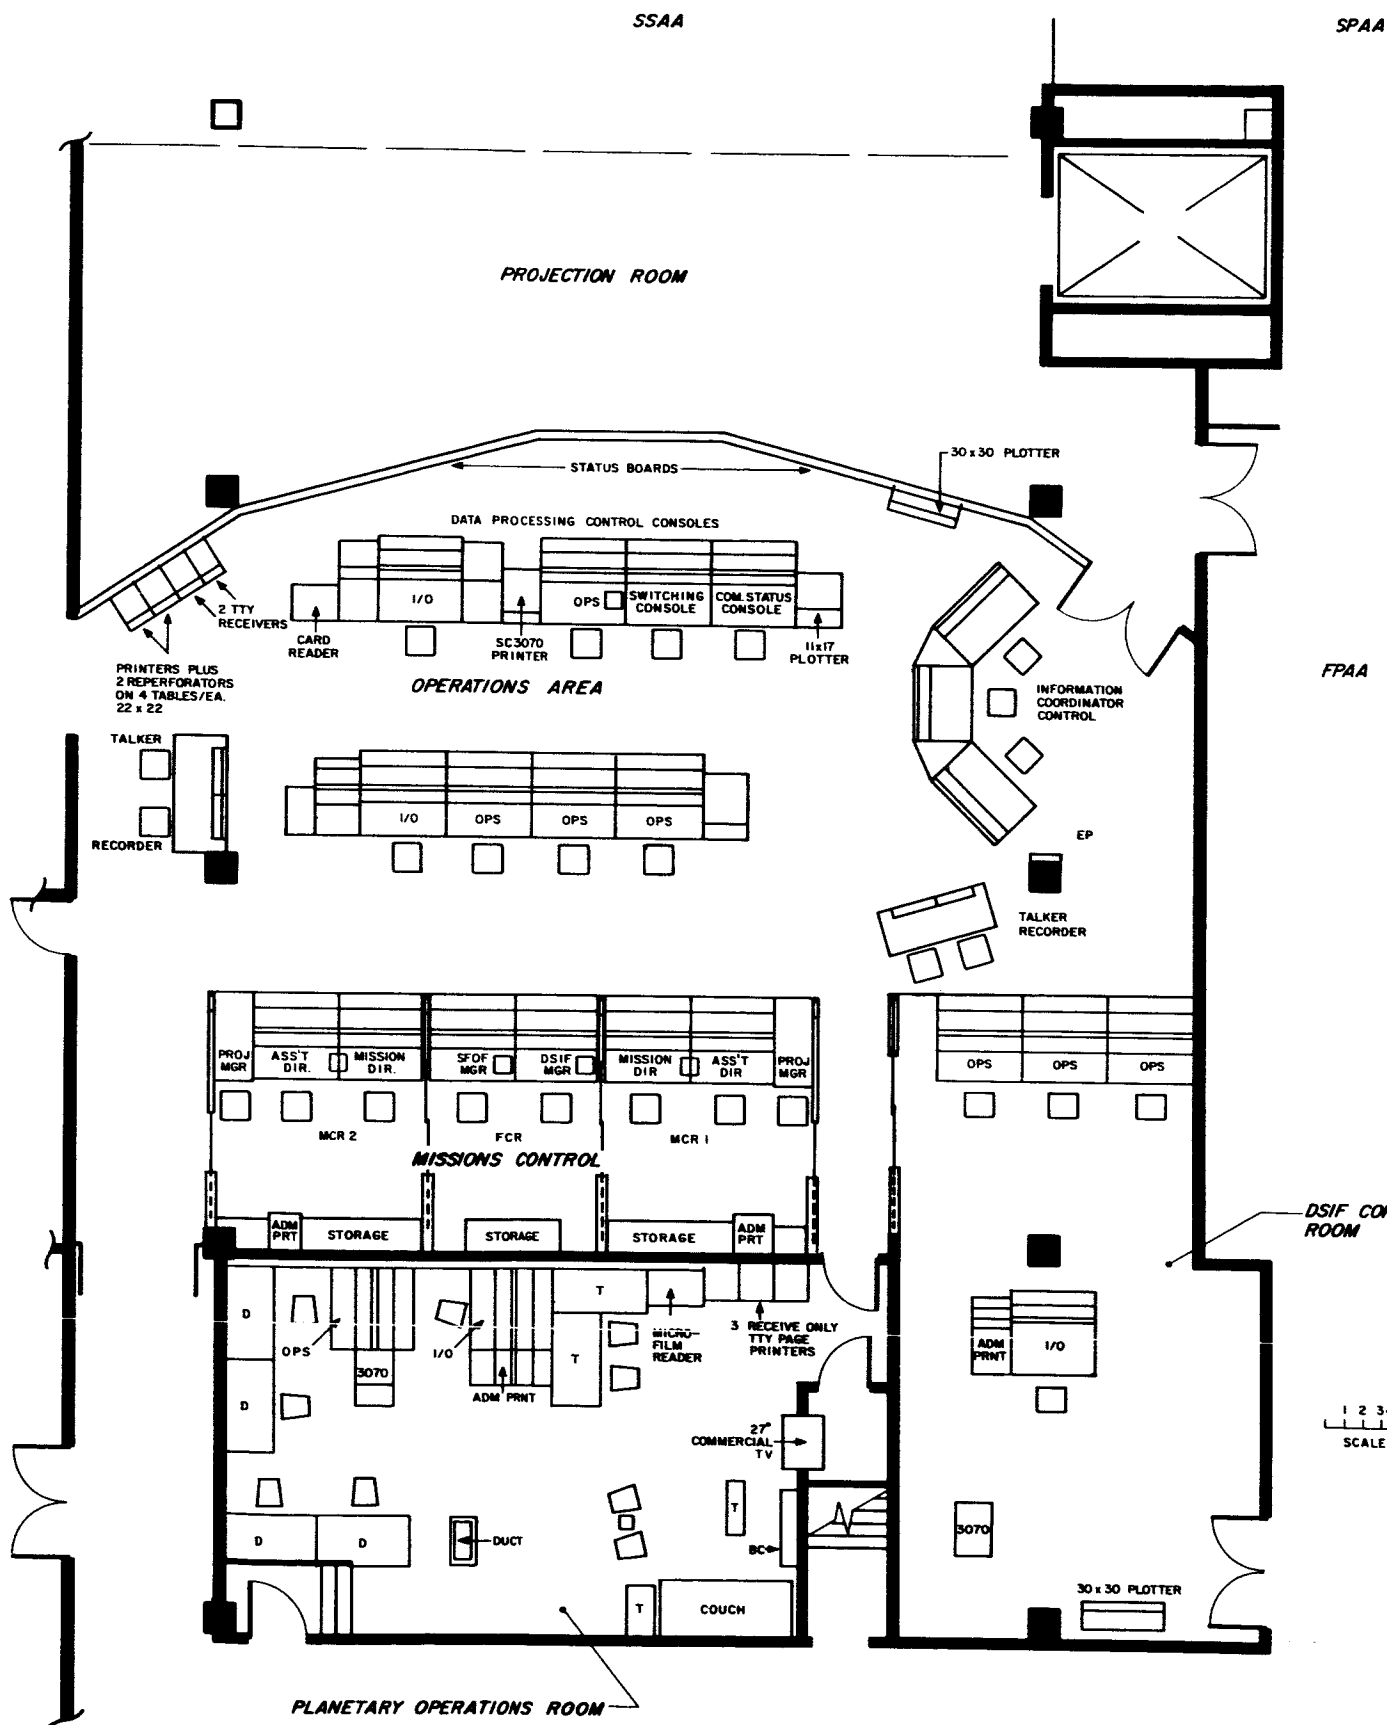 SSAA
SPAA
PROJECTION ROOM
30 x 30 PLOTTER
STATUS BOARDS
DATA PROCESSING CONTROL CONSOLES
2 TTY
RECEIVERS
CARD
READER
I/O
SC3070
PRINTER
OPS
SWITCHING
CONSOLE
COM. STATUS
CONSOLE
11x17
PLOTTER
PRINTERS PLUS
2 REPERFORATORS
ON 4 TABLES/EA.
22 x 22
OPERATIONS AREA
INFORMATION
COORDINATOR
CONTROL
FPAA
TALKER
RECORDER
I/O
OPS
OPS
OPS
EP
TALKER
RECORDER
PROJ
MGR
ASS'T
DIR.
MISSION
DIR.
SFOF
MGR
DSIF
MGR
MISSION
DIR
ASS'T
DIR
PROJ
MGR
OPS
OPS
OPS
MCR 2
FCR
MCR 1
MISSIONS CONTROL
ADM
PRT
STORAGE
STORAGE
STORAGE
ADM
PRT
DSIF CO
ROOM
D
OPS
3070
I/O
ADM PRNT
T
T
MICRO-
FILM
READER
3 RECEIVE ONLY
TTY PAGE
PRINTERS
ADM
PRNT
I/O
D
27"
COMMERCIAL
TV
1 2 3
SCALE
D
D
DUCT
T
BC
3070
T
COUCH
30 x 30 PLOTTER
PLANETARY OPERATIONS ROOM